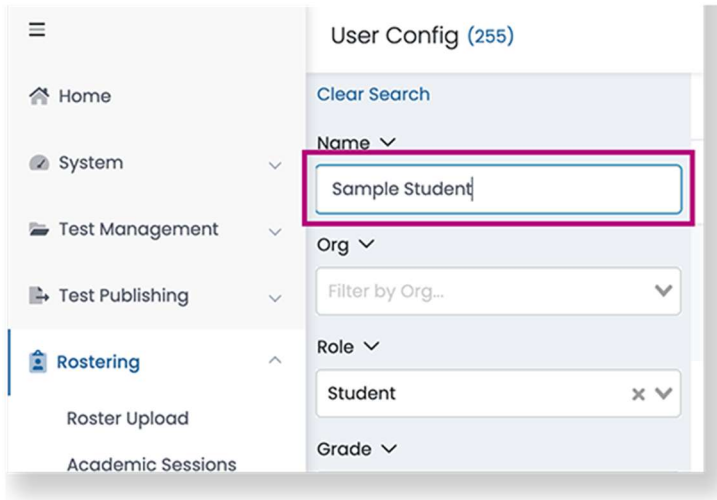 User Config (255)
Home
System
Test Management
Test Publishing
Rostering
Roster Upload
Academic Sessions
Clear Search
Name
Sample Student
Org
Filter by Org...
Role
Student
Grade